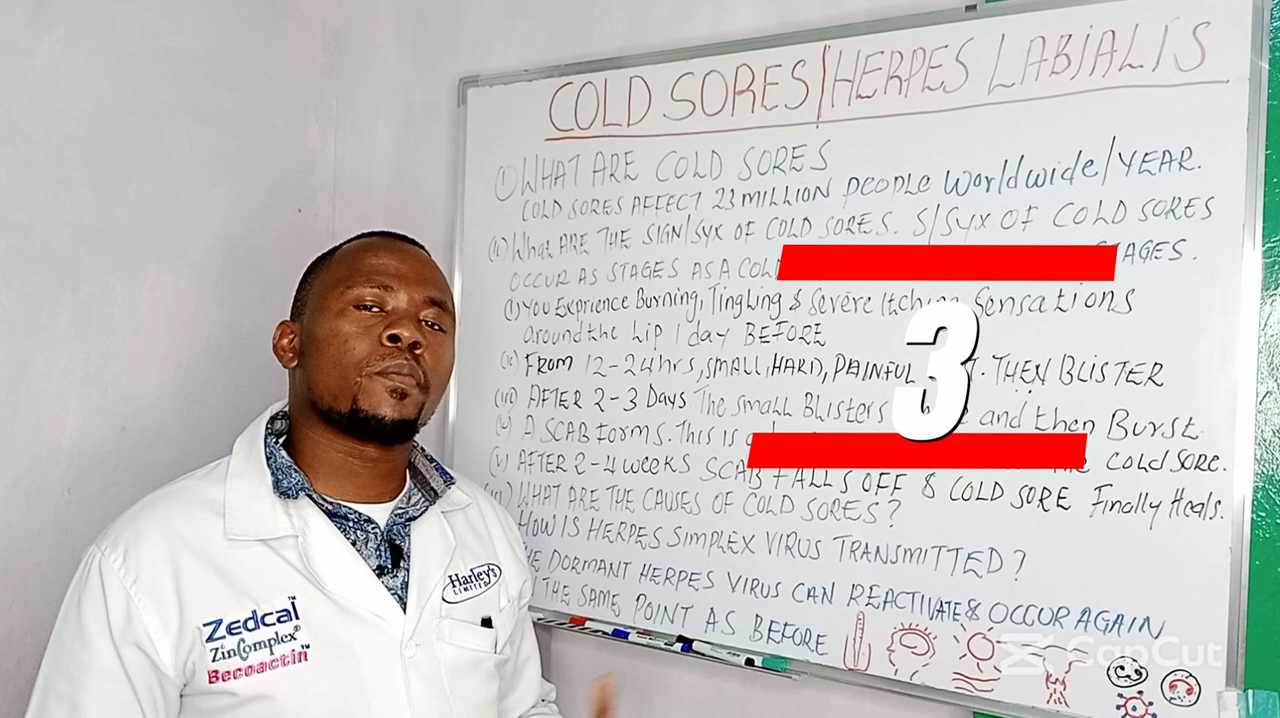 COLD SORES/HERPES LABIALIS
(i) WHAT ARE COLD SORES
COLD SORES AFFECT 23 MILLION PEOPLE Worldwide/YEAR.
(ii) What ARE THE SIGN/SYX OF COLD SORES. S/SYX OF COLD SORES
OCCUR AS STAGES AS A COLD AGES.
(i) You Exprience Burning, Tingling & Severe Itching Sensations
around the Lip 1 day BEFORE
(ii) FROM 12-24hrs, SMALL, HARD, PAINFUL THEN BLISTER
(iii) AFTER 2-3 Days The small Blisters and then Burst.
A SCAB forms. This is COLD SORE.
(v) AFTER 2-4 weeks SCAB FALLS OFF & COLD SORE Finally Heals.
WHAT ARE THE CAUSES OF COLD SORES?
HOW IS HERPES SIMPLEX VIRUS TRANSMITTED?
DORMANT HERPES VIRUS CAN REACTIVATE & OCCUR AGAIN
THE SAME POINT AS BEFORE
3
Harley's
LIMITED
Zedcal™
ZinComplex®
Becoactin™
CapCut